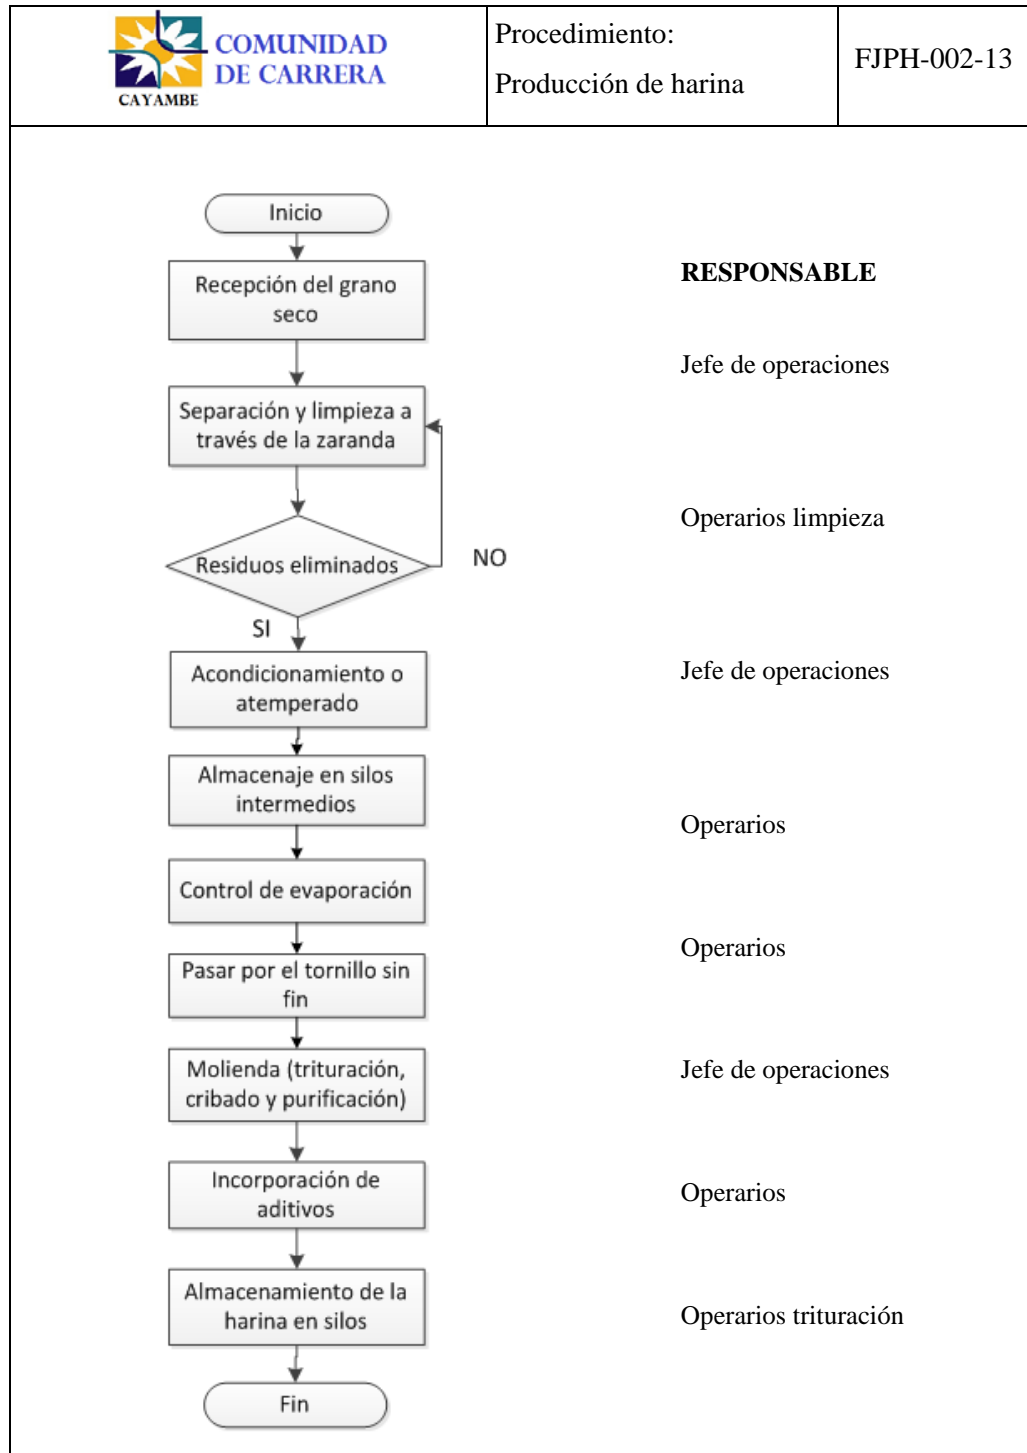 COMUNIDAD
DE CARRERA
CAYAMBE
Procedimiento:
Producción de harina
FJPH-002-13
Inicio
RESPONSABLE
Recepción del grano
seco
Jefe de operaciones
Separación y limpieza a
través de la zaranda
Operarios limpieza
Residuos eliminados
NO
SI
Acondicionamiento o
atemperado
Jefe de operaciones
Almacenaje en silos
intermedios
Operarios
Control de evaporación
Operarios
Pasar por el tornillo sin
fin
Molienda (trituración,
cribado y purificación)
Jefe de operaciones
Incorporación de
aditivos
Operarios
Almacenamiento de la
harina en silos
Operarios trituración
Fin